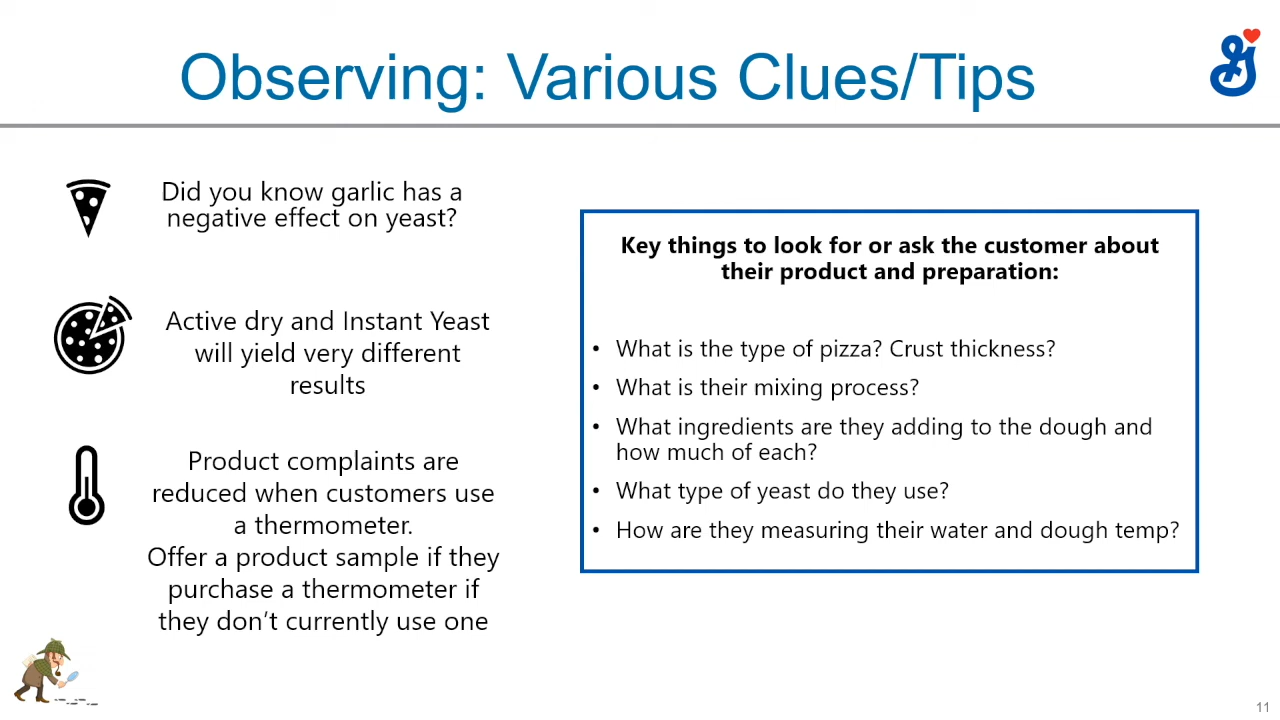 Observing: Various Clues/Tips
Did you know garlic has a
negative effect on yeast?
Active dry and Instant Yeast
will yield very different
results
Product complaints are
reduced when customers use
a thermometer.
Offer a product sample if they
purchase a thermometer if
they don’t currently use one
Key things to look for or ask the customer about
their product and preparation:
• What is the type of pizza? Crust thickness?
• What is their mixing process?
• What ingredients are they adding to the dough and
how much of each?
• What type of yeast do they use?
• How are they measuring their water and dough temp?
11